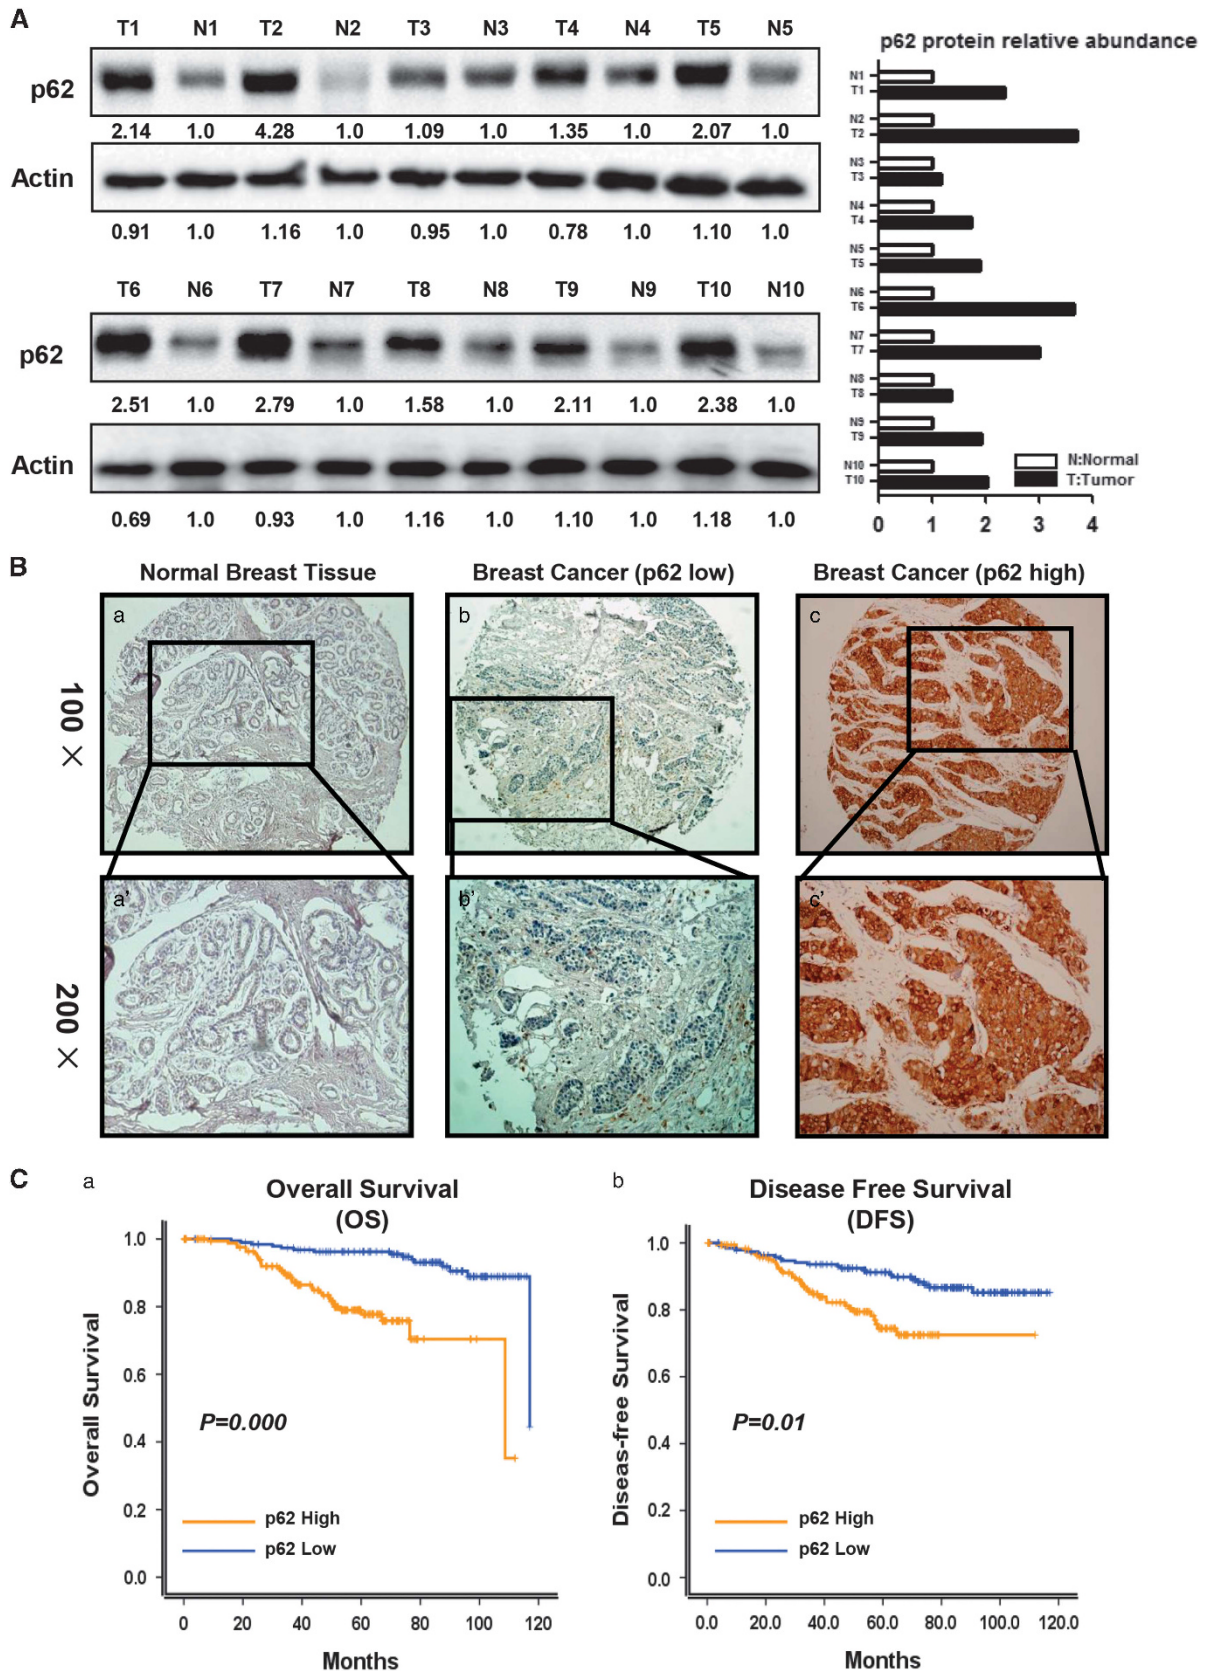 A
T1 N1 T2 N2 T3 N3 T4 N4 T5 N5
p62
2.14 1.0 4.28 1.0 1.09 1.0 1.35 1.0 2.07 1.0
Actin
0.91 1.0 1.16 1.0 0.95 1.0 0.78 1.0 1.10 1.0
T6 N6 T7 N7 T8 N8 T9 N9 T10 N10
p62
2.51 1.0 2.79 1.0 1.58 1.0 2.11 1.0 2.38 1.0
Actin
0.69 1.0 0.93 1.0 1.16 1.0 1.10 1.0 1.18 1.0
p62 protein relative abundance
N1
T1
N2
T2
N3
T3
N4
T4
N5
T5
N6
T6
N7
T7
N8
T8
N9
T9
N10
T10
N:Normal
T:Tumor
0 1 2 3 4
B
Normal Breast Tissue Breast Cancer (p62 low) Breast Cancer (p62 high)
100 ×
a b c
200 ×
a' b' c'
C
a
Overall Survival
(OS)
Overall Survival
1.0
0.8
0.6
0.4
0.2
0.0
P=0.000
p62 High
p62 Low
0 20 40 60 80 100 120
Months
b
Disease Free Survival
(DFS)
Diseas-free Survival
1.0
0.8
0.6
0.4
0.2
0.0
P=0.01
p62 High
p62 Low
0.0 20.0 40.0 60.0 80.0 100.0 120.0
Months